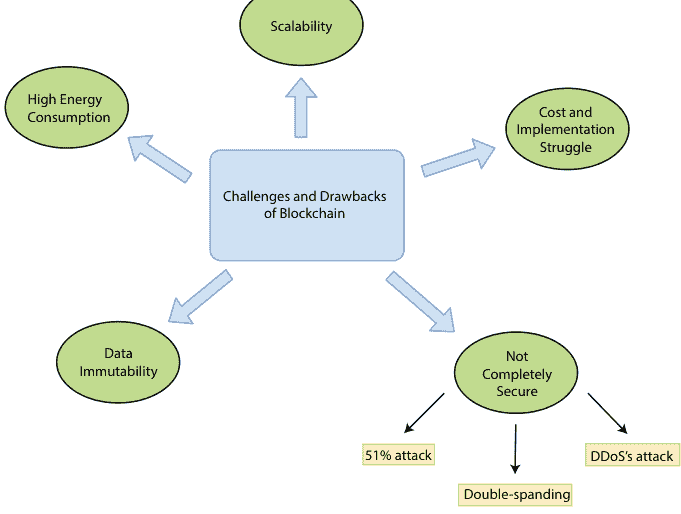 Scalability
High Energy
Consumption
Cost and
Implementation
Struggle
Challenges and Drawbacks
of Blockchain
Data
Immutability
Not
Completely
Secure
51% attack
Double-spanding
DDoS's attack